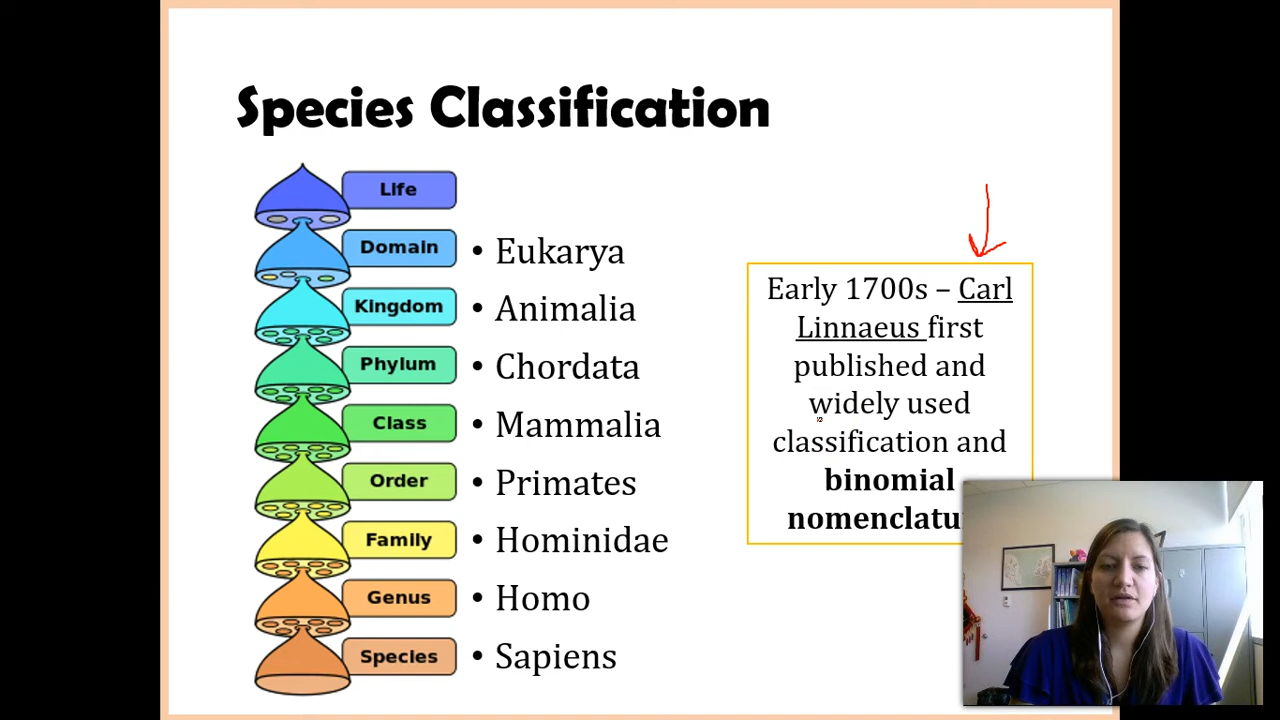 Species Classification
Life
Domain
• Eukarya
Kingdom
• Animalia
Phylum
• Chordata
Class
• Mammalia
Order
• Primates
Family
• Hominidae
Genus
• Homo
Species
• Sapiens
Early 1700s – Carl
Linnaeus first
published and
widely used
classification and
binomial
nomenclatu